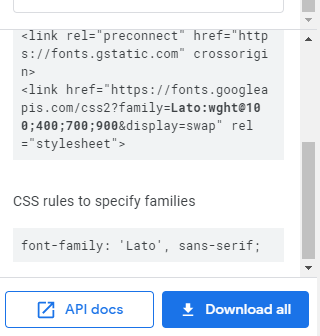 <link rel="preconnect" href="http
s://fonts.gstatic.com" crossorigi
n>
<link href="https://fonts.googlea
pis.com/css2?family=Lato:wght@10
0;400;700;900&display=swap" rel
="stylesheet">
CSS rules to specify families
font-family: 'Lato', sans-serif;
API docs
Download all